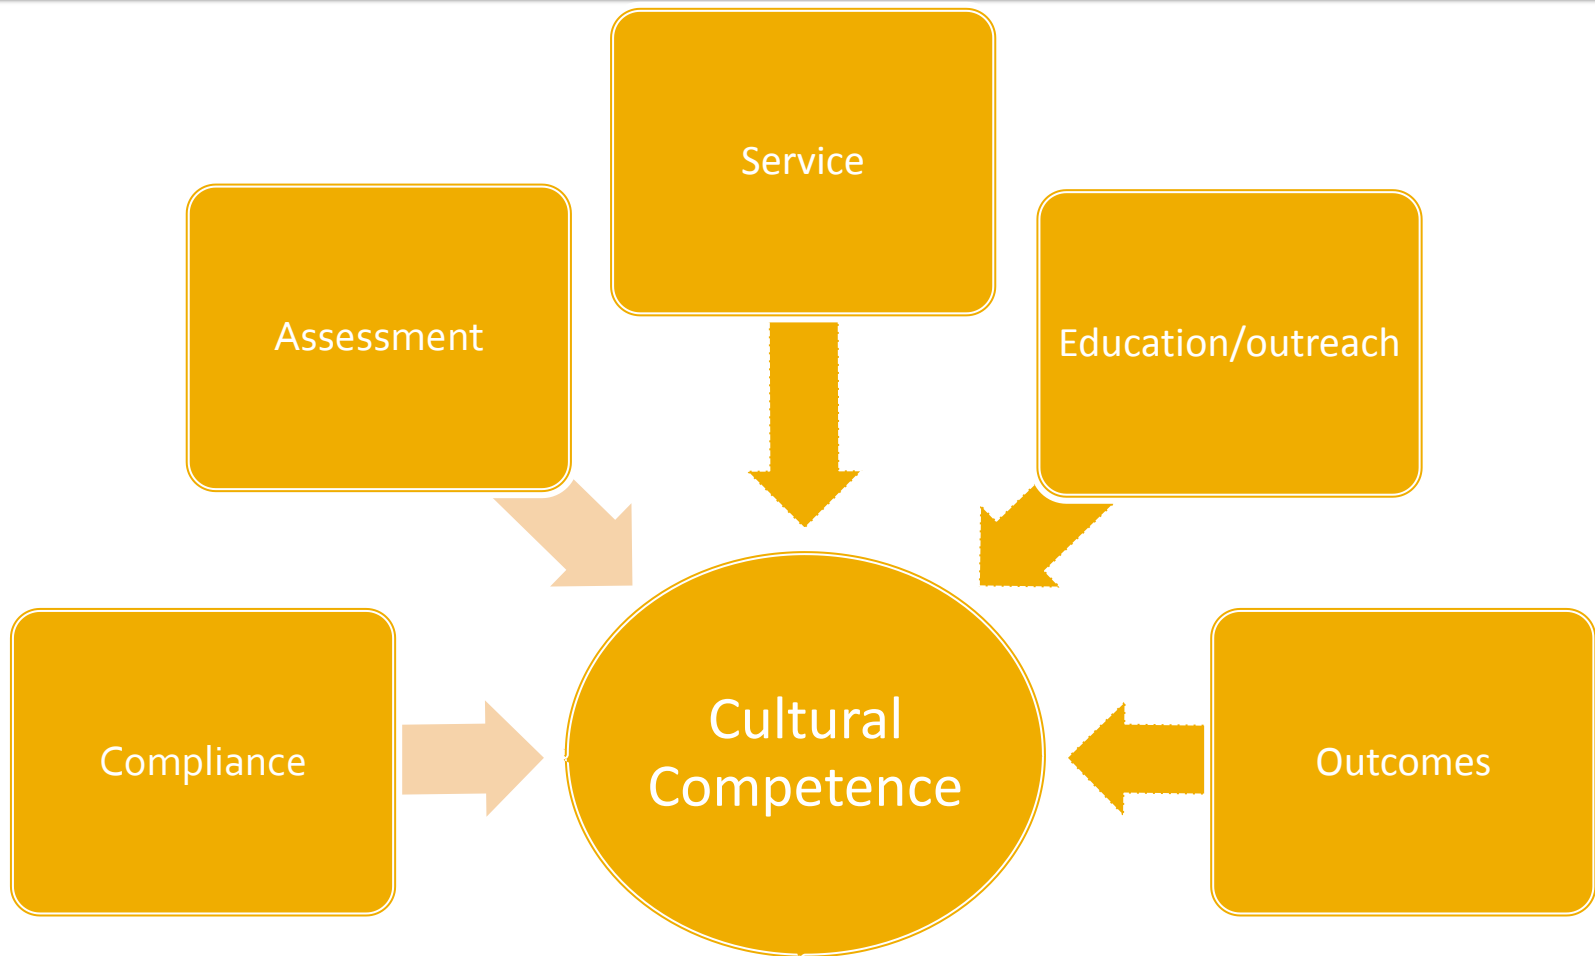 Service
Assessment
Education/outreach
Compliance
Cultural
Competence
Outcomes